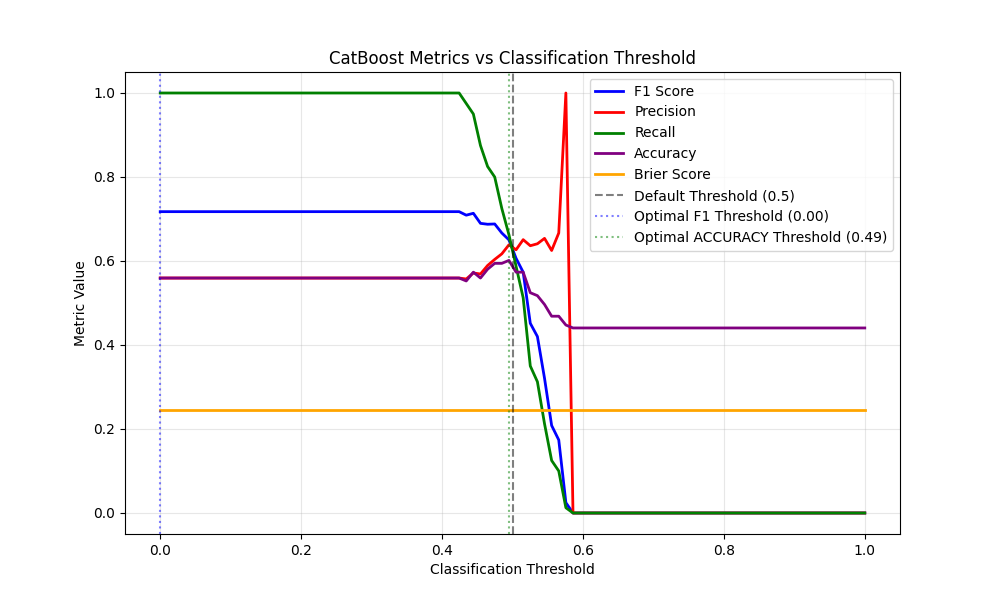 CatBoost Metrics vs Classification Threshold
1.0
0.8
0.6
0.4
0.2
0.0
Metric Value
F1 Score
Precision
Recall
Accuracy
Brier Score
Default Threshold (0.5)
Optimal F1 Threshold (0.00)
Optimal ACCURACY Threshold (0.49)
0.0 0.2 0.4 0.6 0.8 1.0
Classification Threshold